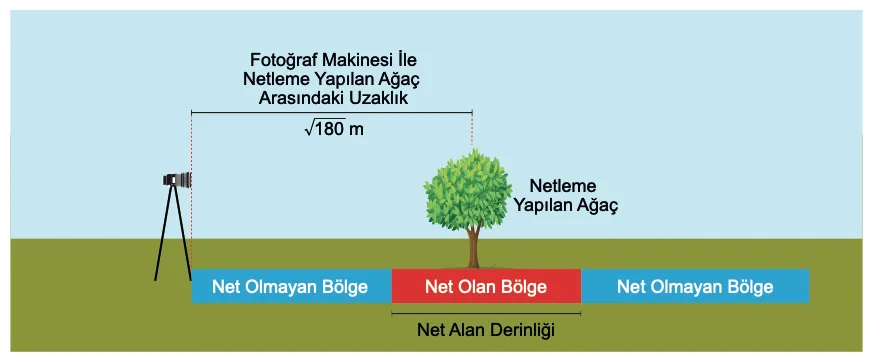 Fotoğraf Makinesi İle
Netleme Yapılan Ağaç
Arasındaki Uzaklık
√180 m
Netleme
Yapılan Ağaç
Net Olmayan Bölge
Net Olan Bölge
Net Olmayan Bölge
Net Alan Derinliği